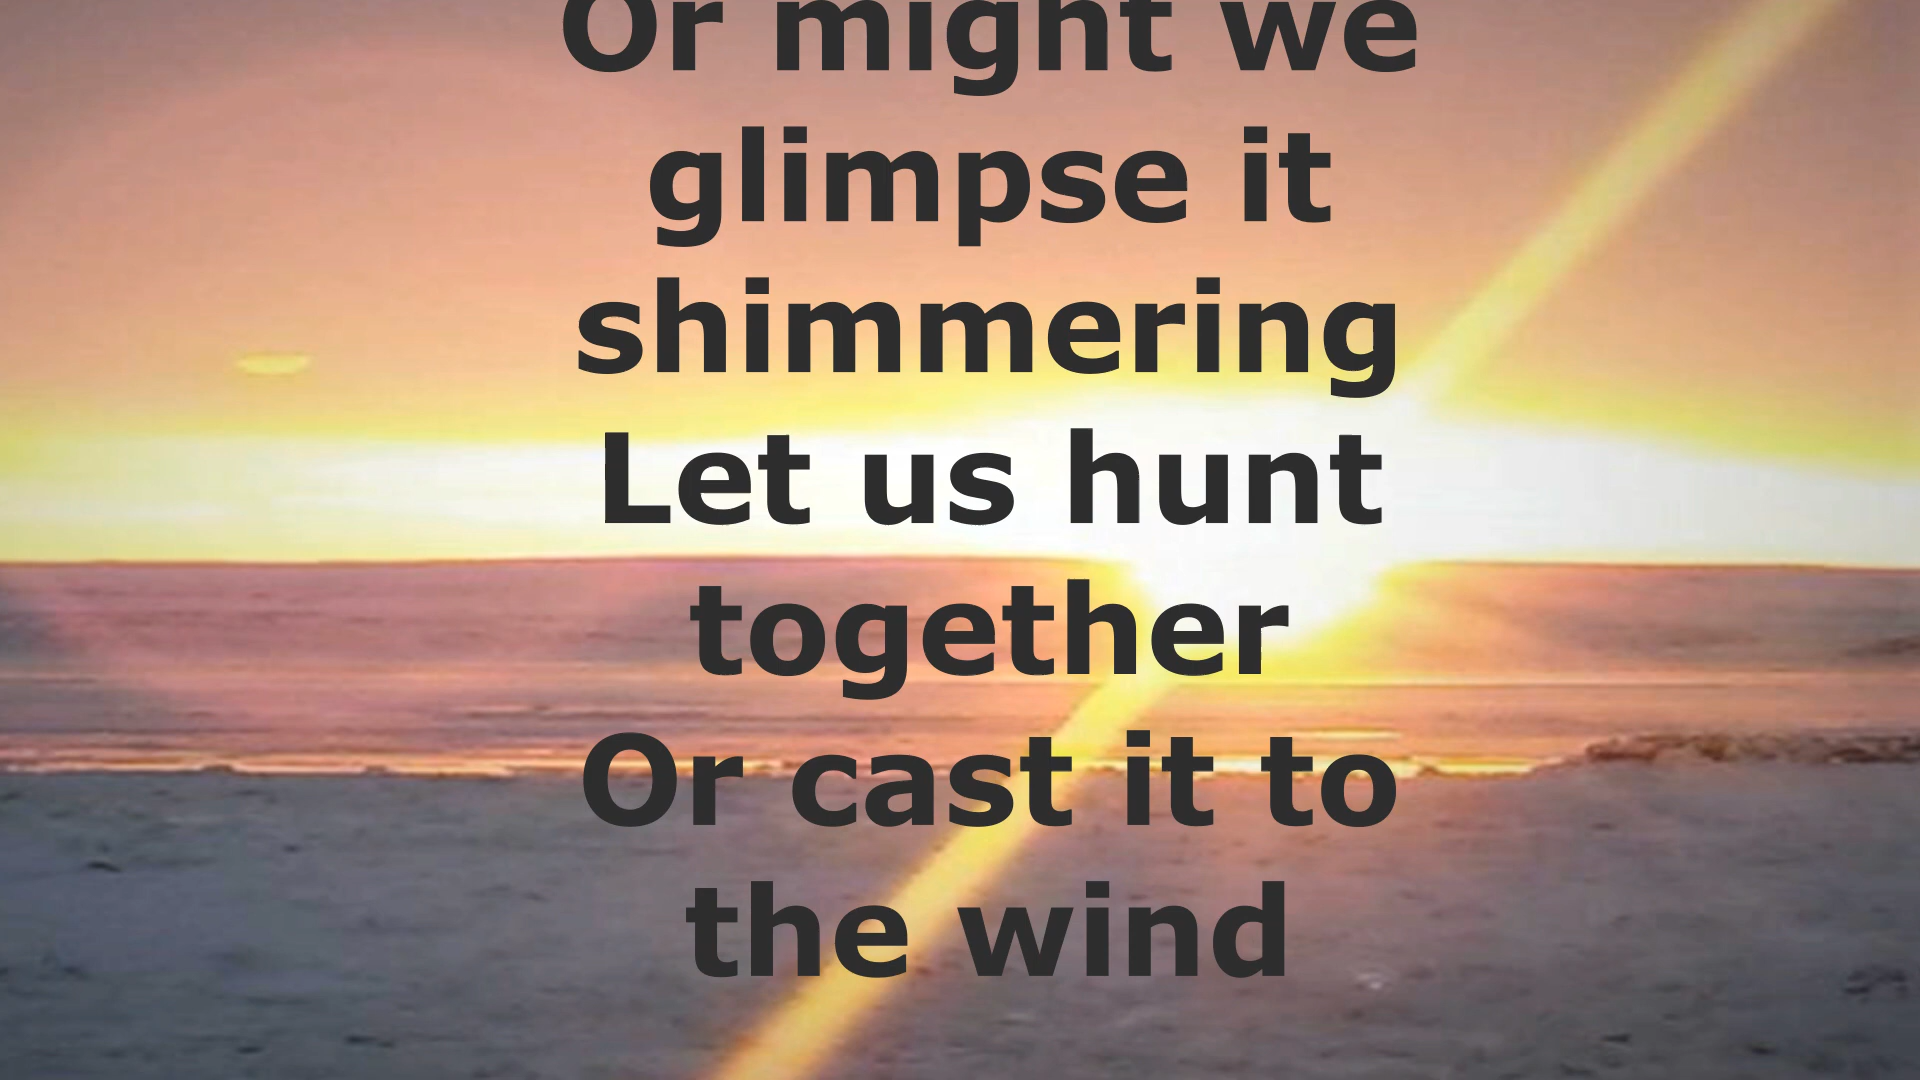 Or might we
glimpse it
shimmering
Let us hunt
together
Or cast it to
the wind